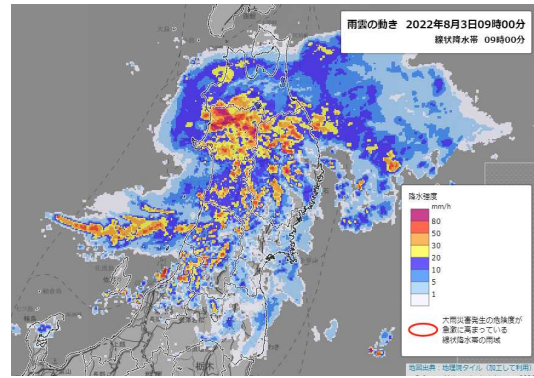 雨雲の動き 2022年8月3日09時00分
線状降水帯 09時00分
降水強度
mm/h
80
50
30
20
10
5
1
大雨災害発生の危険度が
急激に高まっている
線状降水帯の雨域
栃木
地図出典：地理院タイル（加工して利用）